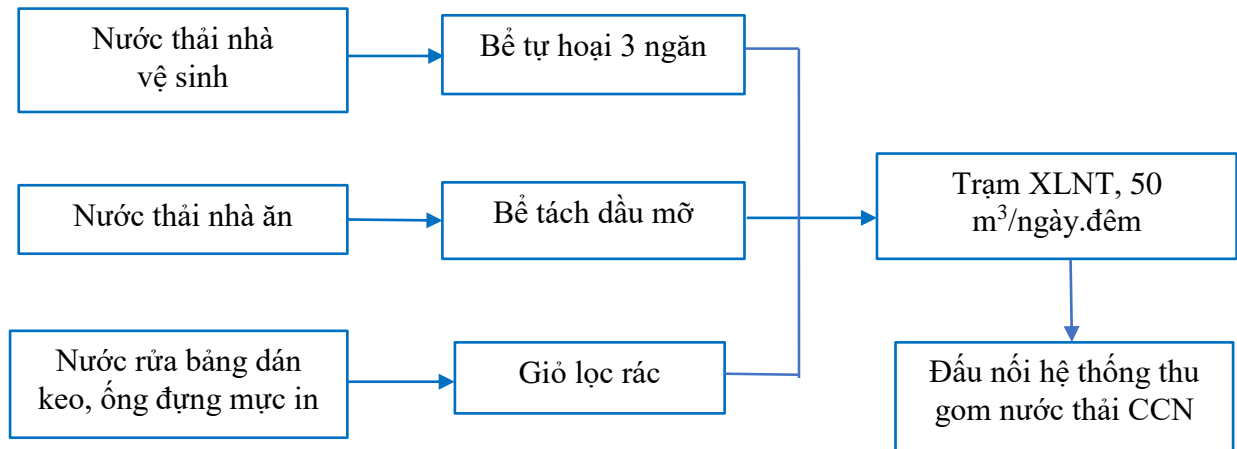 Nước thải nhà
vệ sinh
Bể tự hoại 3 ngăn
Nước thải nhà ăn
Bể tách dầu mỡ
Trạm XLNT, 50
m³/ngày.đêm
Nước rửa bảng dán
keo, ống đựng mực in
Giỏ lọc rác
Đấu nối hệ thống thu
gom nước thải CCN